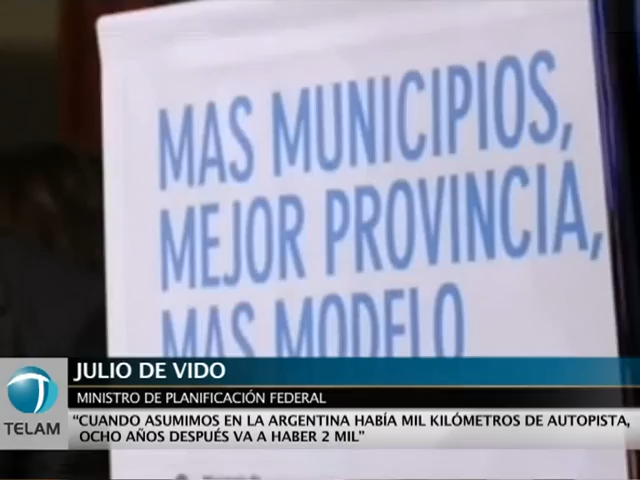 MAS MUNICIPIOS,
MEJOR PROVINCIA,
MAS MODELO
JULIO DE VIDO
MINISTRO DE PLANIFICACIÓN FEDERAL
TELAM
“CUANDO ASUMIMOS EN LA ARGENTINA HABÍA MIL KILÓMETROS DE AUTOPISTA,
OCHO AÑOS DESPUÉS VA A HABER 2 MIL”